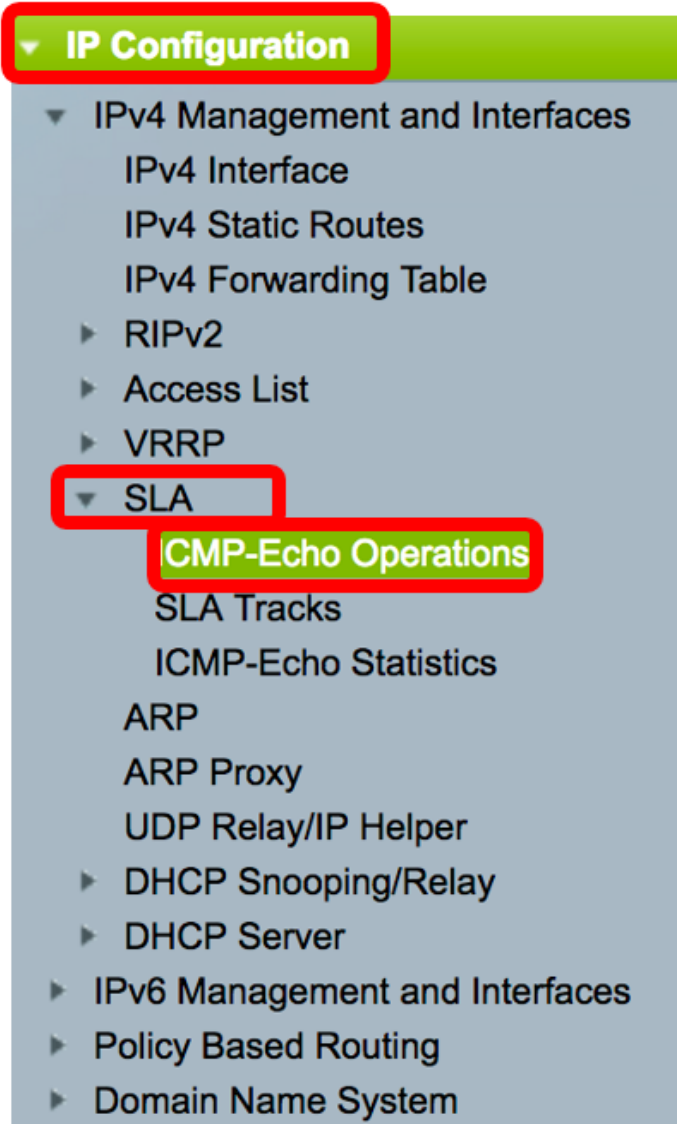 IP Configuration
IPv4 Management and Interfaces
IPv4 Interface
IPv4 Static Routes
IPv4 Forwarding Table
RIPv2
Access List
VRRP
SLA
ICMP-Echo Operations
SLA Tracks
ICMP-Echo Statistics
ARP
ARP Proxy
UDP Relay/IP Helper
DHCP Snooping/Relay
DHCP Server
IPv6 Management and Interfaces
Policy Based Routing
Domain Name System